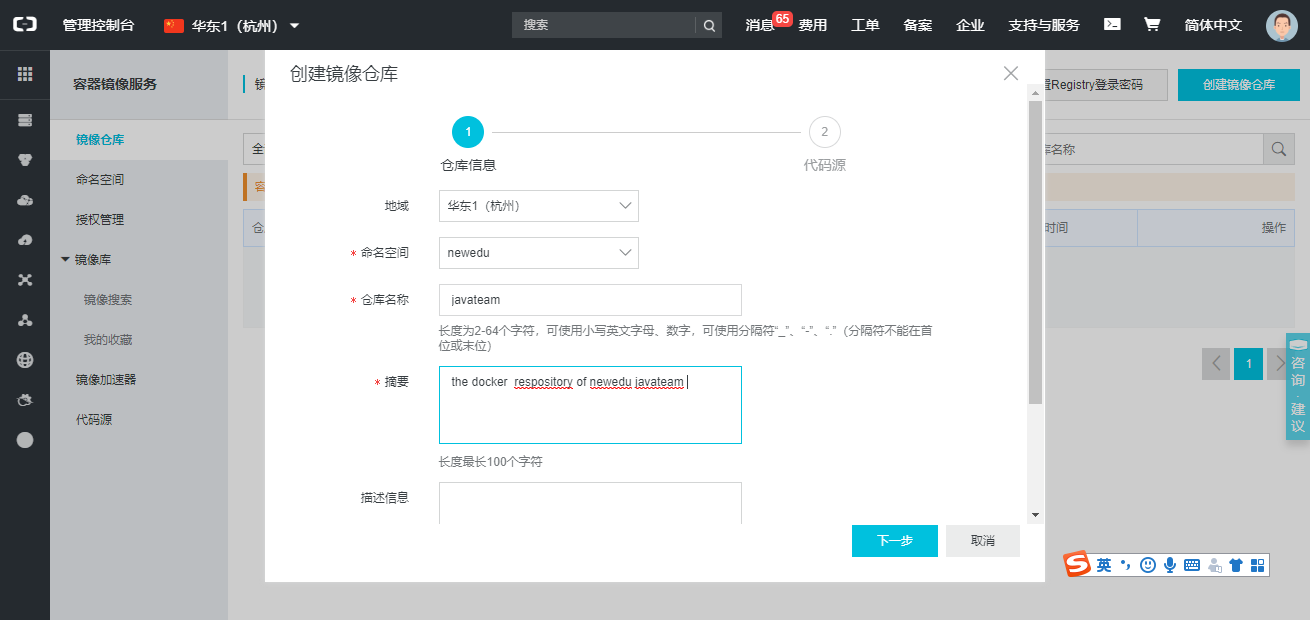 管理控制台 华东1（杭州） 搜索 消息 65 费用 工单 备案 企业 支持与服务 简体中文
容器镜像服务
镜像仓库
命名空间
授权管理
镜像库
镜像搜索
我的收藏
镜像加速器
代码源
镜
Registry登录密码
创建镜像仓库
全
库名称
容
仓
时间
操作
1
咨询·建议
创建镜像仓库
1
2
仓库信息
代码源
地域
华东1（杭州）
* 命名空间
newedu
* 仓库名称
javateam
长度为2-64个字符，可使用小写英文字母、数字，可使用分隔符“_”、“-”、“.”（分隔符不能在首
位或末位）
* 摘要
the docker  respository of newedu javateam
长度最长100个字符
描述信息
下一步
取消
S 英